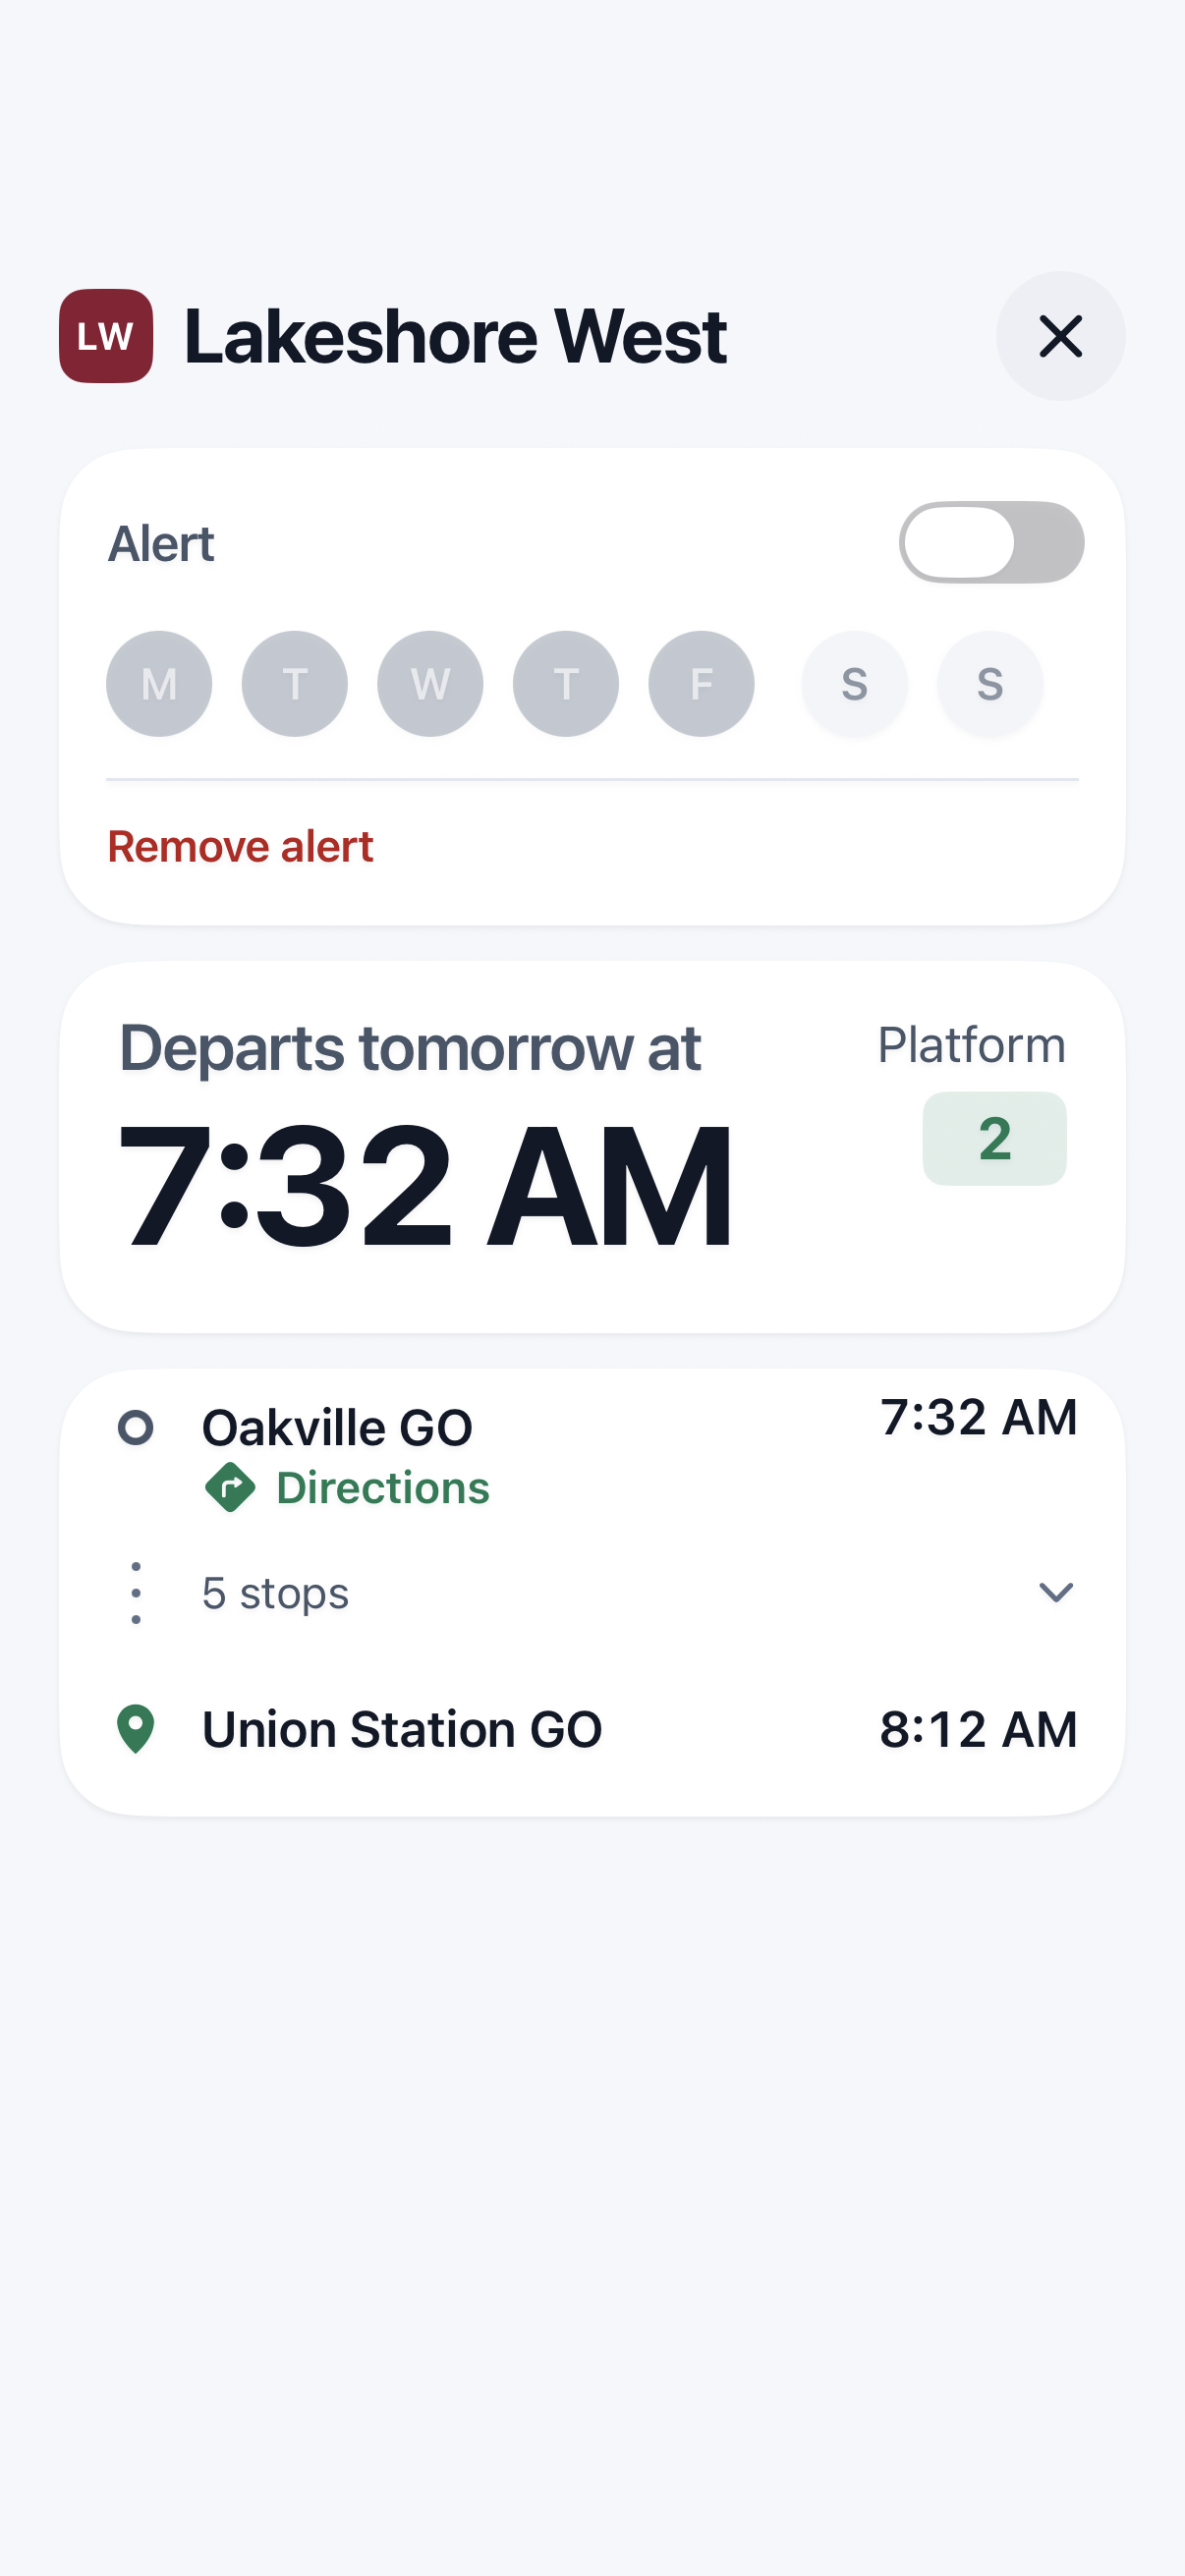 LW Lakeshore West
Alert
M T W T F S S
Remove alert
Departs tomorrow at
Platform
7:32 AM
2
Oakville GO
7:32 AM
Directions
5 stops
Union Station GO
8:12 AM